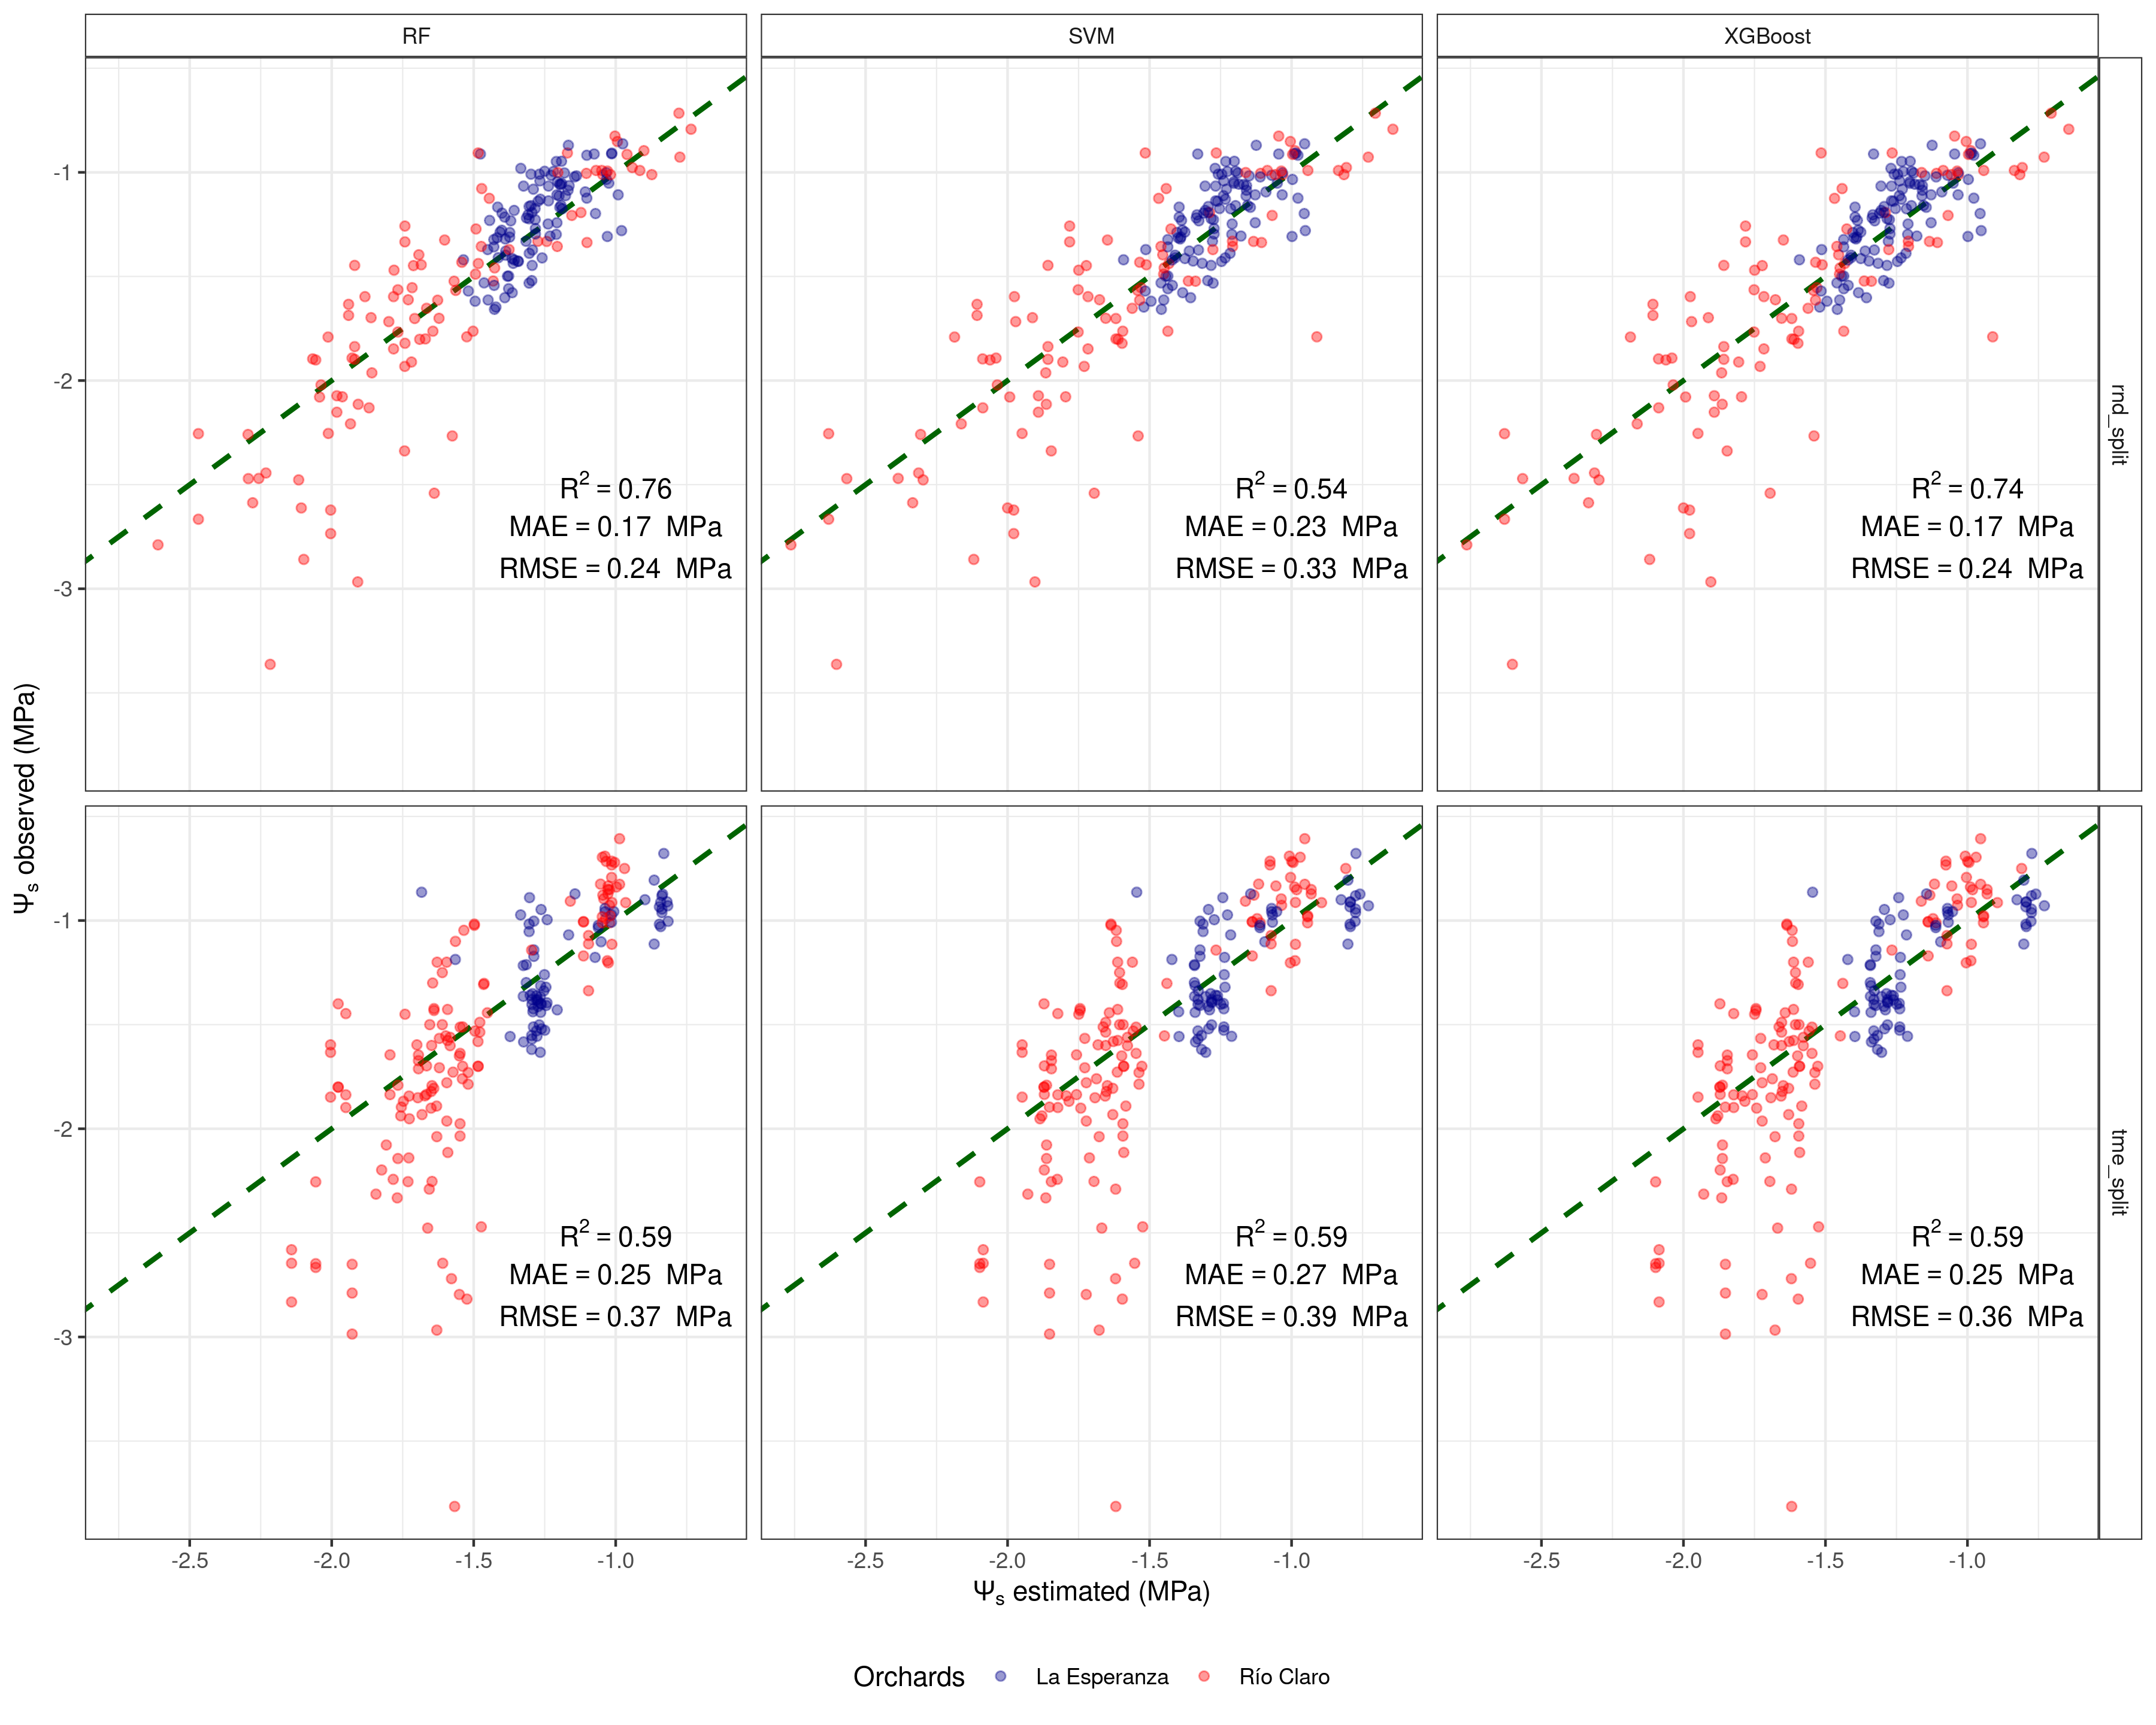 RF
SVM
XGBoost
-1
-2
-3
R² = 0.76
MAE = 0.17 MPa
RMSE = 0.24 MPa
R² = 0.54
MAE = 0.23 MPa
RMSE = 0.33 MPa
R² = 0.74
MAE = 0.17 MPa
RMSE = 0.24 MPa
rnd_split
Ψs observed (MPa)
-1
-2
-3
R² = 0.59
MAE = 0.25 MPa
RMSE = 0.37 MPa
R² = 0.59
MAE = 0.27 MPa
RMSE = 0.39 MPa
R² = 0.59
MAE = 0.25 MPa
RMSE = 0.36 MPa
tme_split
-2.5 -2.0 -1.5 -1.0
-2.5 -2.0 -1.5 -1.0
-2.5 -2.0 -1.5 -1.0
Ψs estimated (MPa)
Orchards La Esperanza Río Claro